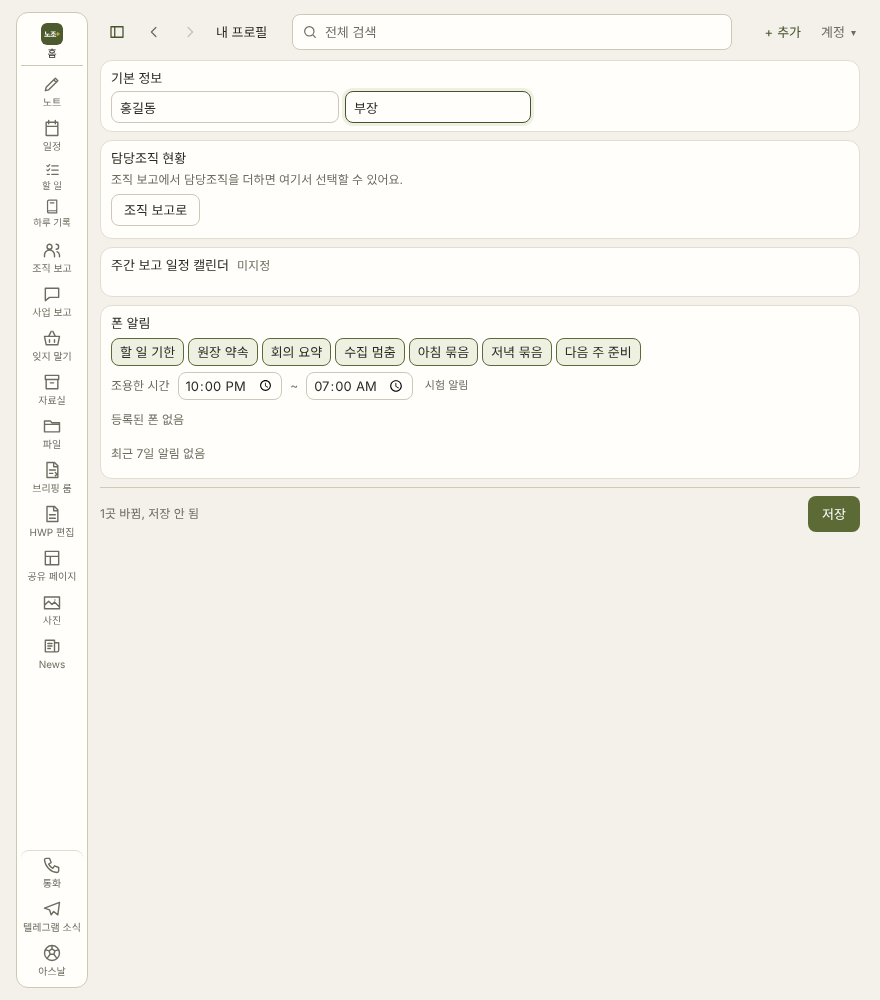 노조+
홈
노트
일정
할 일
하루 기록
조직 보고
사업 보고
잊지 말기
자료실
파일
브리핑 룸
HWP 편집
공유 페이지
사진
News
통화
텔레그램 소식
아스날
내 프로필
전체 검색
+ 추가
계정 ▾
기본 정보
홍길동
부장
담당조직 현황
조직 보고에서 담당조직을 더하면 여기서 선택할 수 있어요.
조직 보고로
주간 보고 일정 캘린더 미지정
폰 알림
할 일 기한 원장 약속 회의 요약 수집 멈춤 아침 묶음 저녁 묶음 다음 주 준비
조용한 시간 10:00 PM ~ 07:00 AM 시험 알림
등록된 폰 없음
최근 7일 알림 없음
1곳 바뀜, 저장 안 됨
저장